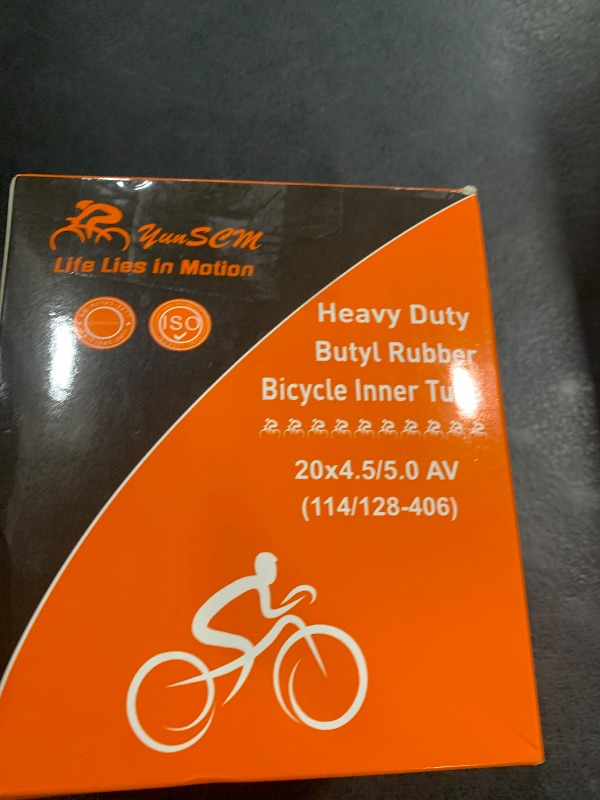 YunSCM
Life Lies in Motion
ISO
Heavy Duty
Butyl Rubber
Bicycle Inner
20x4.5/5.0 AV
(114/128-406)